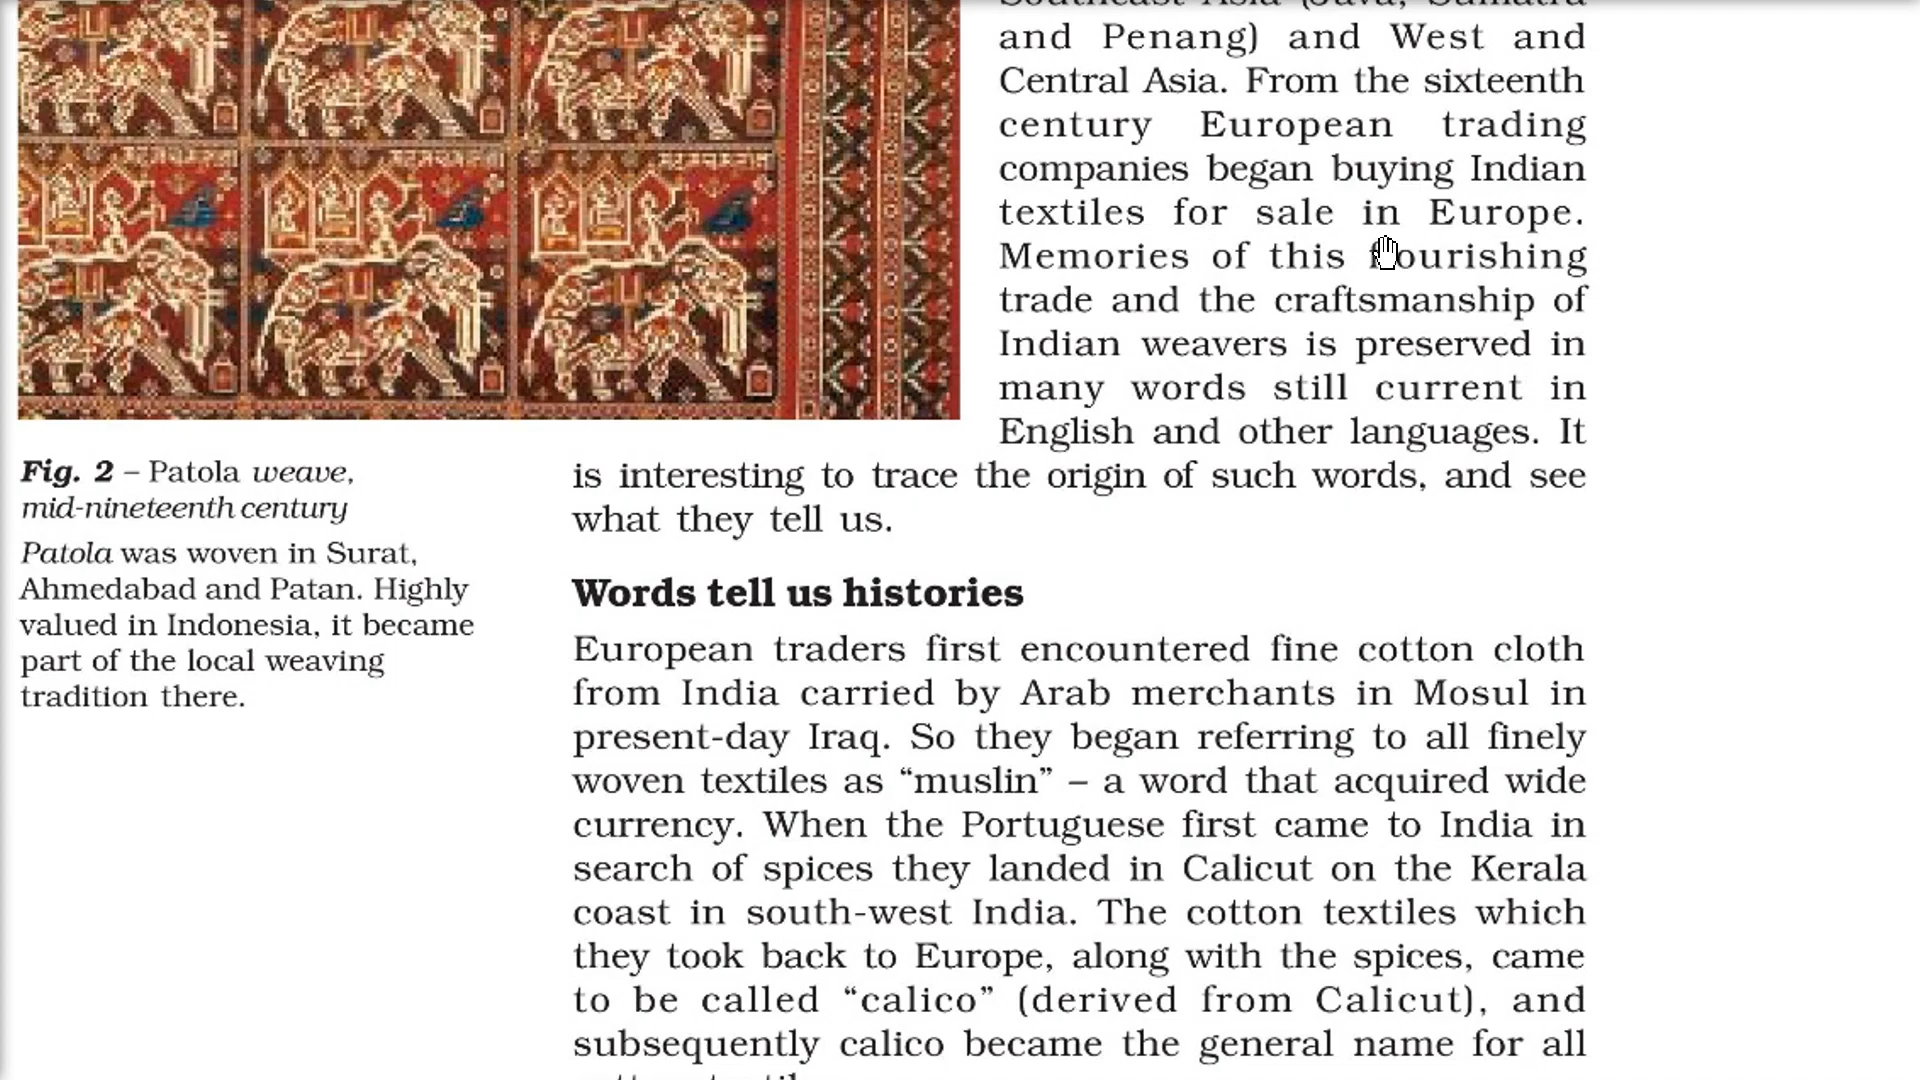 Southeast Asia (Java, Sumatra
and Penang) and West and
Central Asia. From the sixteenth
century European trading
companies began buying Indian
textiles for sale in Europe.
Memories of this flourishing
trade and the craftsmanship of
Indian weavers is preserved in
many words still current in
English and other languages. It
is interesting to trace the origin of such words, and see
what they tell us.
Fig. 2 – Patola weave,
mid-nineteenth century
Patola was woven in Surat,
Ahmedabad and Patan. Highly
valued in Indonesia, it became
part of the local weaving
tradition there.
Words tell us histories
European traders first encountered fine cotton cloth
from India carried by Arab merchants in Mosul in
present-day Iraq. So they began referring to all finely
woven textiles as “muslin” – a word that acquired wide
currency. When the Portuguese first came to India in
search of spices they landed in Calicut on the Kerala
coast in south-west India. The cotton textiles which
they took back to Europe, along with the spices, came
to be called “calico” (derived from Calicut), and
subsequently calico became the general name for all